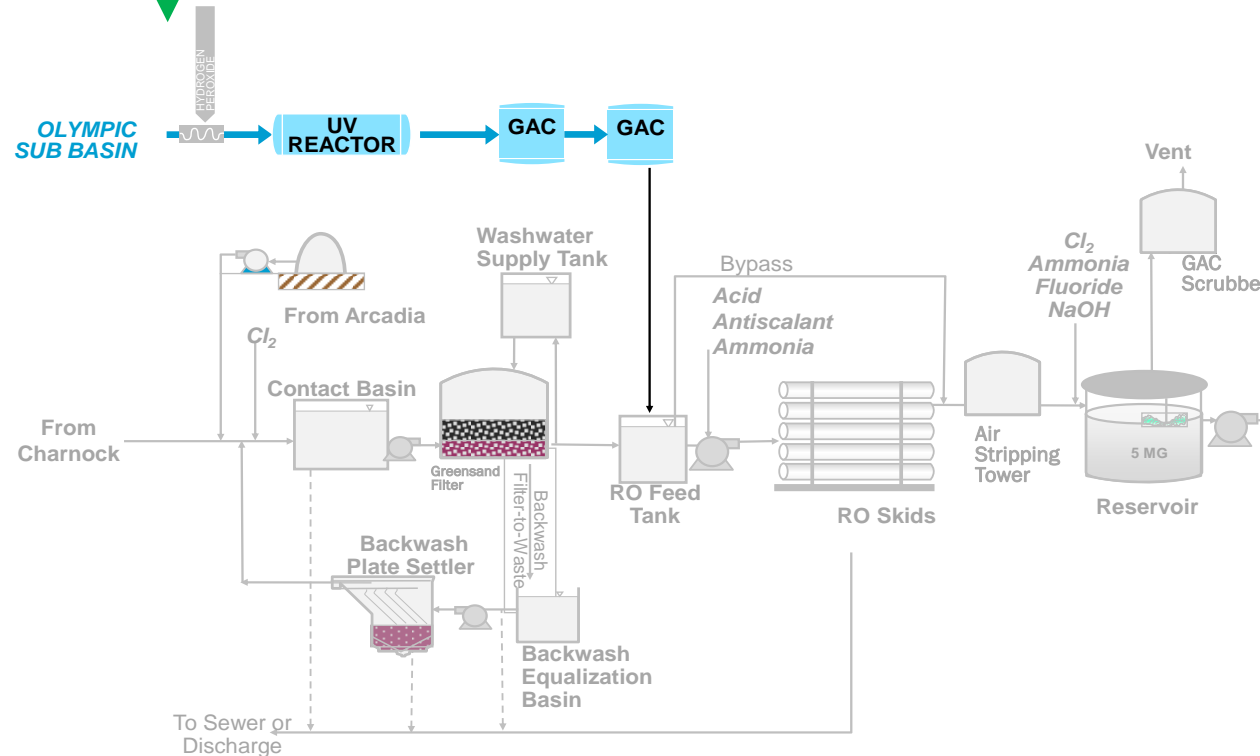 HYDROGEN
PEROXIDE
OLYMPIC
SUB BASIN
UV
REACTOR
GAC
GAC
Vent
Washwater
Supply Tank
Cl2
Ammonia
Fluoride
NaOH
GAC
Scrubbe
Bypass
Acid
Antiscalant
Ammonia
From Arcadia
Cl2
Contact Basin
From
Charnock
Greensand
Filter
Backwash
Filter-to-Waste
RO Feed
Tank
RO Skids
Air
Stripping
Tower
5 MG
Reservoir
Backwash
Plate Settler
Backwash
Equalization
Basin
To Sewer or
Discharge